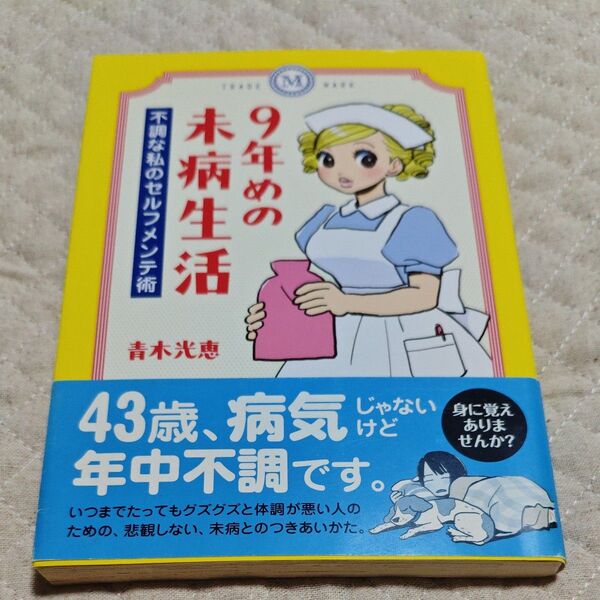 TRADE M MARK
9年めの
未病生活
不調な私のセルフメンテ術
青木光恵
43歳、病気じゃないけど
年中不調です。
身に覚え
ありま
せんか?
いつまでたってもグズグズと体調が悪い人の
ための、悲観しない、未病とのつきあいかた。